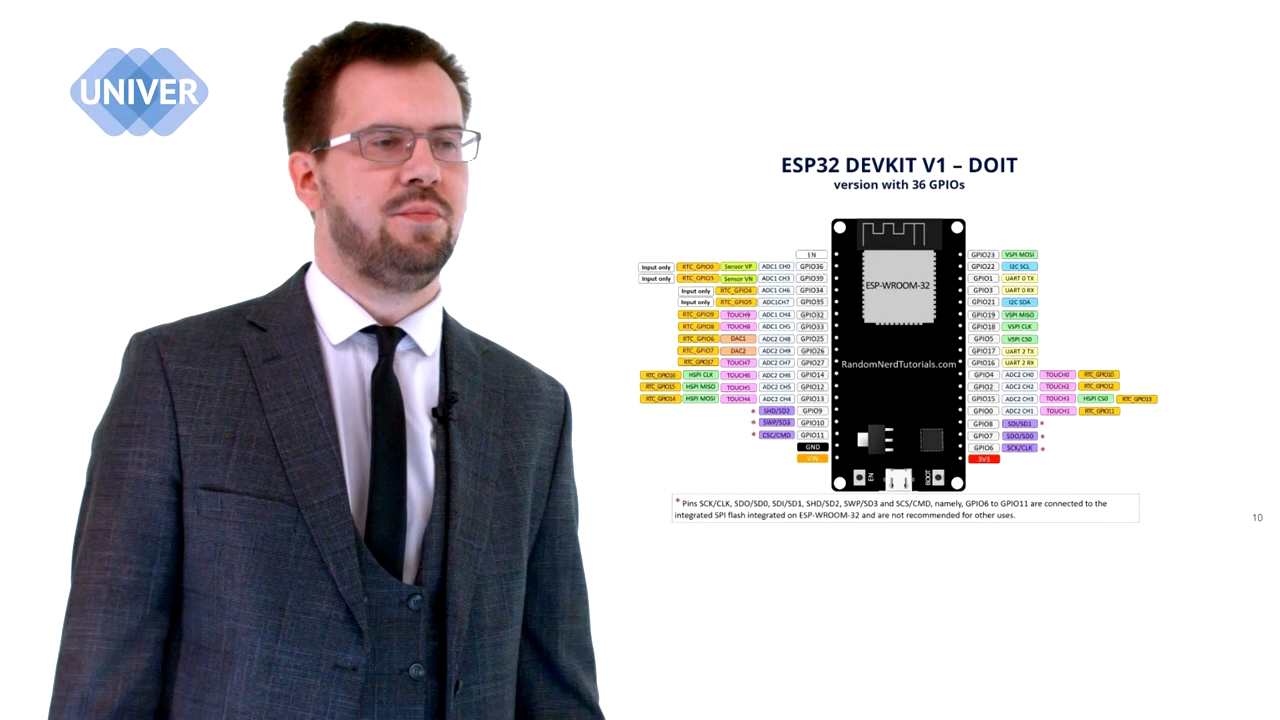 UNIVER
ESP32 DEVKIT V1 – DOIT
version with 36 GPIOs
EN
Input only RTC_GPIO0 Sensor VP ADC1 CH0 GPIO36
Input only RTC_GPIO3 Sensor VN ADC1 CH3 GPIO39
Input only RTC_GPIO4 ADC1 CH6 GPIO34
Input only RTC_GPIO5 ADC1CH7 GPIO35
RTC_GPIO9 TOUCH9 ADC1 CH4 GPIO32
RTC_GPIO8 TOUCH8 ADC1 CH5 GPIO33
RTC_GPIO6 DAC1 ADC2 CH8 GPIO25
RTC_GPIO7 DAC2 ADC2 CH9 GPIO26
RTC_GPIO17 TOUCH7 ADC2 CH7 GPIO27
RTC_GPIO16 HSPI CLK TOUCH6 ADC2 CH6 GPIO14
RTC_GPIO15 HSPI MISO TOUCH5 ADC2 CH5 GPIO12
RTC_GPIO14 HSPI MOSI TOUCH4 ADC2 CH4 GPIO13
* SHD/SD2 GPIO9
* SWP/SD3 GPIO10
* CSC/CMD GPIO11
GND
VIN
ESP-WROOM-32
RandomNerdTutorials.com
EN
BOOT
GPIO23 VSPI MOSI
GPIO22 I2C SCL
GPIO1 UART 0 TX
GPIO3 UART 0 RX
GPIO21 I2C SDA
GPIO19 VSPI MISO
GPIO18 VSPI CLK
GPIO5 VSPI CS0
GPIO17 UART 2 TX
GPIO16 UART 2 RX
GPIO4 ADC2 CH0 TOUCH0 RTC_GPIO10
GPIO2 ADC2 CH2 TOUCH2 RTC_GPIO12
GPIO15 ADC2 CH3 TOUCH3 HSPI CS0 RTC_GPIO13
GPIO0 ADC2 CH1 TOUCH1 RTC_GPIO11
GPIO8 SDI/SD1 *
GPIO7 SDO/SD0 *
GPIO6 SCK/CLK *
3V3
* Pins SCK/CLK, SDO/SD0, SDI/SD1, SHD/SD2, SWP/SD3 and SCS/CMD, namely, GPIO6 to GPIO11 are connected to the
integrated SPI flash integrated on ESP-WROOM-32 and are not recommended for other uses.
10